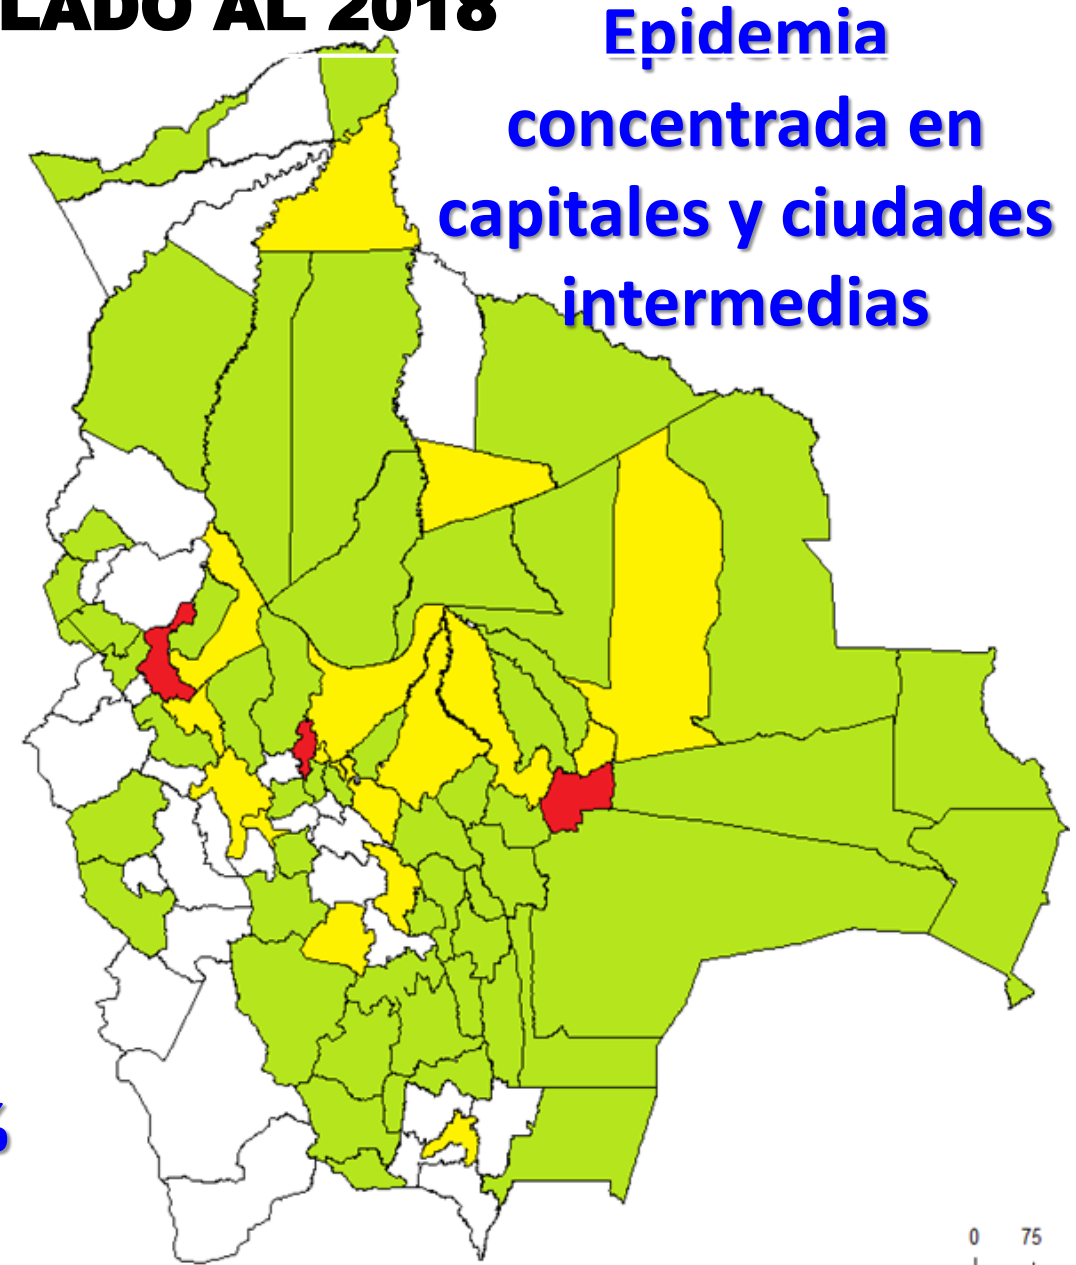 LADO AL 2018
Epidemia
concentrada en
capitales y ciudades
intermedias
%
0 75